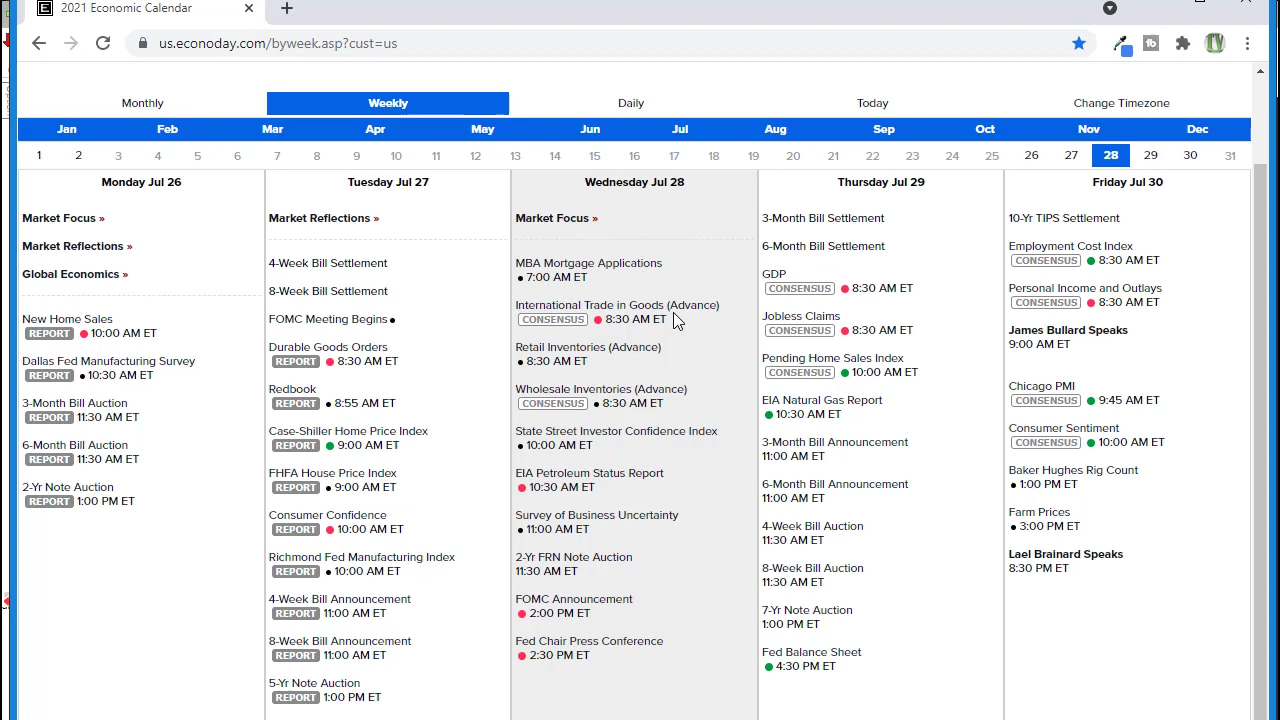 2021 Economic Calendar
us.econoday.com/byweek.asp?cust=us
Monthly Weekly Daily Today Change Timezone
Jan Feb Mar Apr May Jun Jul Aug Sep Oct Nov Dec
1 2 3 4 5 6 7 8 9 10 11 12 13 14 15 16 17 18 19 20 21 22 23 24 25 26 27 28 29 30 31
Monday Jul 26
Market Focus »
Market Reflections »
Global Economics »
New Home Sales
REPORT 10:00 AM ET
Dallas Fed Manufacturing Survey
REPORT 10:30 AM ET
3-Month Bill Auction
REPORT 11:30 AM ET
6-Month Bill Auction
REPORT 11:30 AM ET
2-Yr Note Auction
REPORT 1:00 PM ET
Tuesday Jul 27
Market Reflections »
4-Week Bill Settlement
8-Week Bill Settlement
FOMC Meeting Begins
Durable Goods Orders
REPORT 8:30 AM ET
Redbook
REPORT 8:55 AM ET
Case-Shiller Home Price Index
REPORT 9:00 AM ET
FHFA House Price Index
REPORT 9:00 AM ET
Consumer Confidence
REPORT 10:00 AM ET
Richmond Fed Manufacturing Index
REPORT 10:00 AM ET
4-Week Bill Announcement
REPORT 11:00 AM ET
8-Week Bill Announcement
REPORT 11:00 AM ET
5-Yr Note Auction
REPORT 1:00 PM ET
Wednesday Jul 28
Market Focus »
MBA Mortgage Applications
7:00 AM ET
International Trade in Goods (Advance)
CONSENSUS 8:30 AM ET
Retail Inventories (Advance)
8:30 AM ET
Wholesale Inventories (Advance)
CONSENSUS 8:30 AM ET
State Street Investor Confidence Index
10:00 AM ET
EIA Petroleum Status Report
10:30 AM ET
Survey of Business Uncertainty
11:00 AM ET
2-Yr FRN Note Auction
11:30 AM ET
FOMC Announcement
2:00 PM ET
Fed Chair Press Conference
2:30 PM ET
Thursday Jul 29
3-Month Bill Settlement
6-Month Bill Settlement
GDP
CONSENSUS 8:30 AM ET
Jobless Claims
CONSENSUS 8:30 AM ET
Pending Home Sales Index
CONSENSUS 10:00 AM ET
EIA Natural Gas Report
10:30 AM ET
3-Month Bill Announcement
11:00 AM ET
6-Month Bill Announcement
11:00 AM ET
4-Week Bill Auction
11:30 AM ET
8-Week Bill Auction
11:30 AM ET
7-Yr Note Auction
1:00 PM ET
Fed Balance Sheet
4:30 PM ET
Friday Jul 30
10-Yr TIPS Settlement
Employment Cost Index
CONSENSUS 8:30 AM ET
Personal Income and Outlays
CONSENSUS 8:30 AM ET
James Bullard Speaks
9:00 AM ET
Chicago PMI
CONSENSUS 9:45 AM ET
Consumer Sentiment
CONSENSUS 10:00 AM ET
Baker Hughes Rig Count
1:00 PM ET
Farm Prices
3:00 PM ET
Lael Brainard Speaks
8:30 PM ET